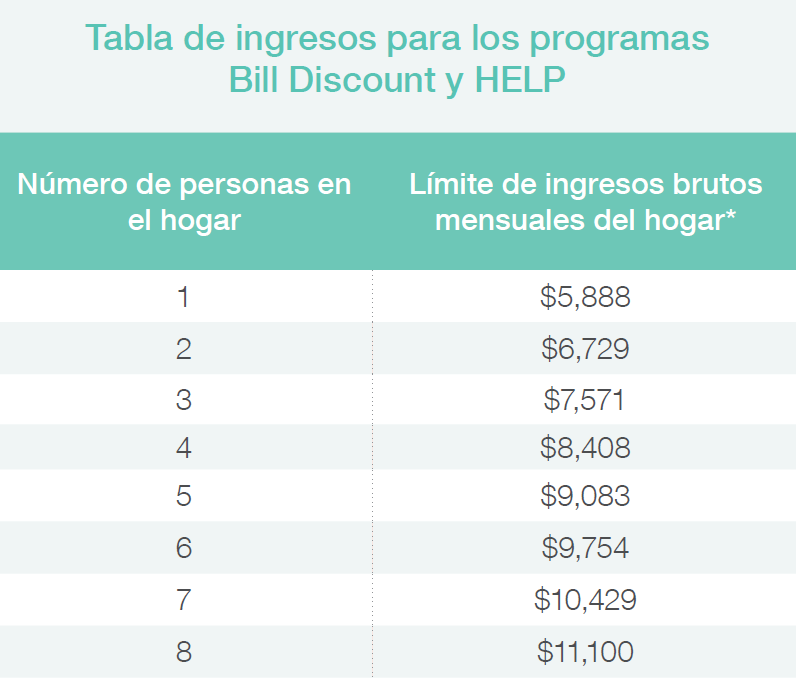 Tabla de ingresos para los programas
Bill Discount y HELP
Número de personas en
el hogar
Límite de ingresos brutos
mensuales del hogar*
1 $5,888
2 $6,729
3 $7,571
4 $8,408
5 $9,083
6 $9,754
7 $10,429
8 $11,100